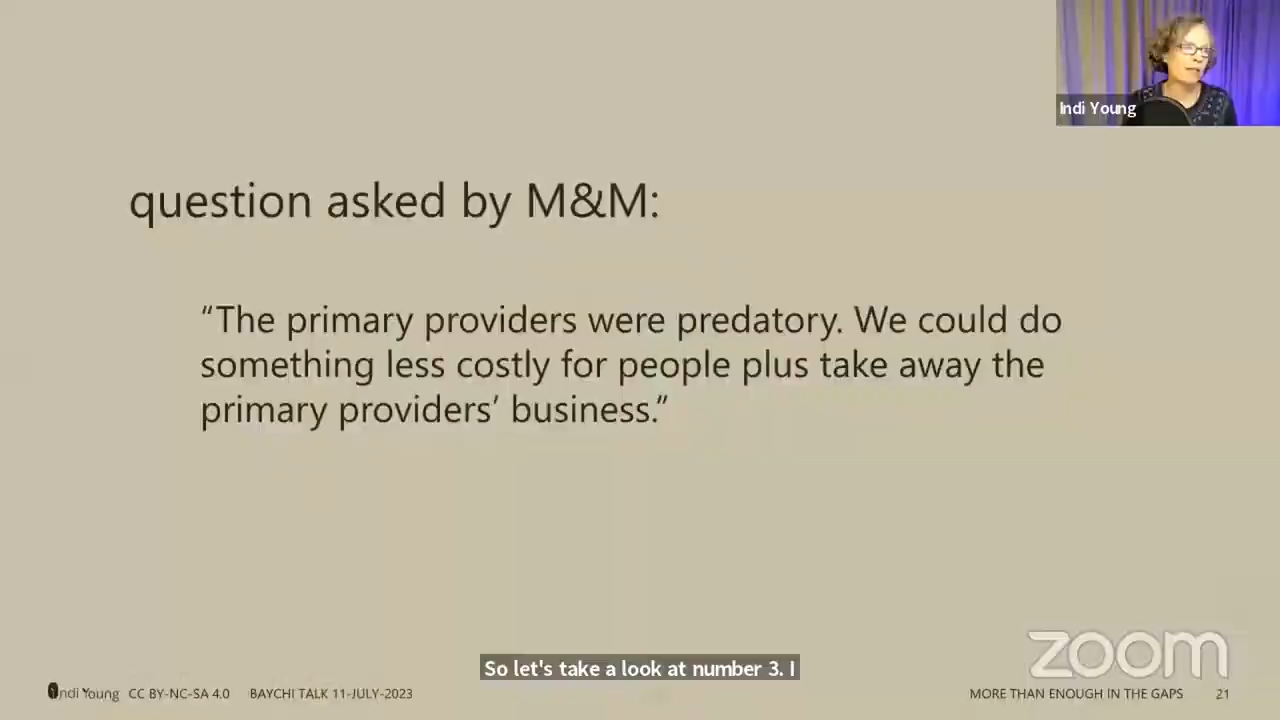 Indi Young
question asked by M&M:
“The primary providers were predatory. We could do
something less costly for people plus take away the
primary providers’ business.”
zoom
So let's take a look at number 3. I
Indi Young CC BY-NC-SA 4.0 BAYCHI TALK 11-JULY-2023 MORE THAN ENOUGH IN THE GAPS 21